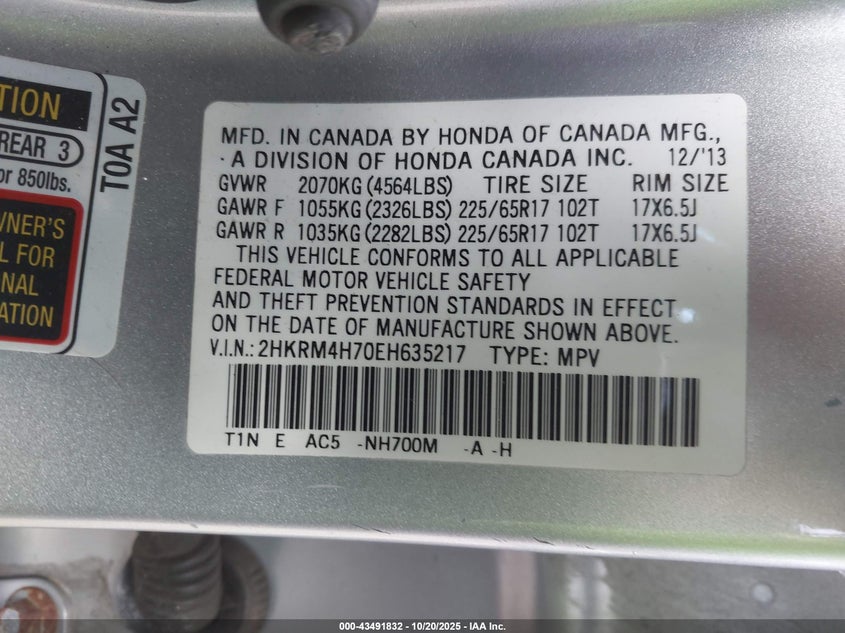 TION
REAR 3
or 850lbs.
T0A A2
WNER'S
L FOR
NAL
ATION
MFD. IN CANADA BY HONDA OF CANADA MFG.,
A DIVISION OF HONDA CANADA INC. 12/'13
GVWR 2070KG (4564LBS) TIRE SIZE RIM SIZE
GAWR F 1055KG (2326LBS) 225/65R17 102T 17X6.5J
GAWR R 1035KG (2282LBS) 225/65R17 102T 17X6.5J
THIS VEHICLE CONFORMS TO ALL APPLICABLE
FEDERAL MOTOR VEHICLE SAFETY
AND THEFT PREVENTION STANDARDS IN EFFECT
ON THE DATE OF MANUFACTURE SHOWN ABOVE.
V.I.N.: 2HKRM4H70EH635217 TYPE: MPV
T1N E AC5 -NH700M -A -H
000-43491832 - 10/20/2025 - IAA Inc.